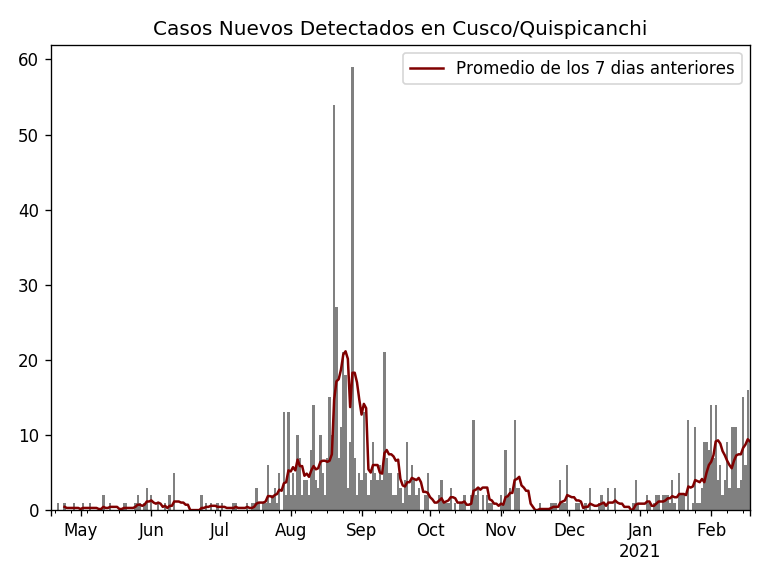 Casos Nuevos Detectados en Cusco/Quispicanchi
Promedio de los 7 dias anteriores
60
50
40
30
20
10
0
May Jun Jul Aug Sep Oct Nov Dec Jan Feb
2021